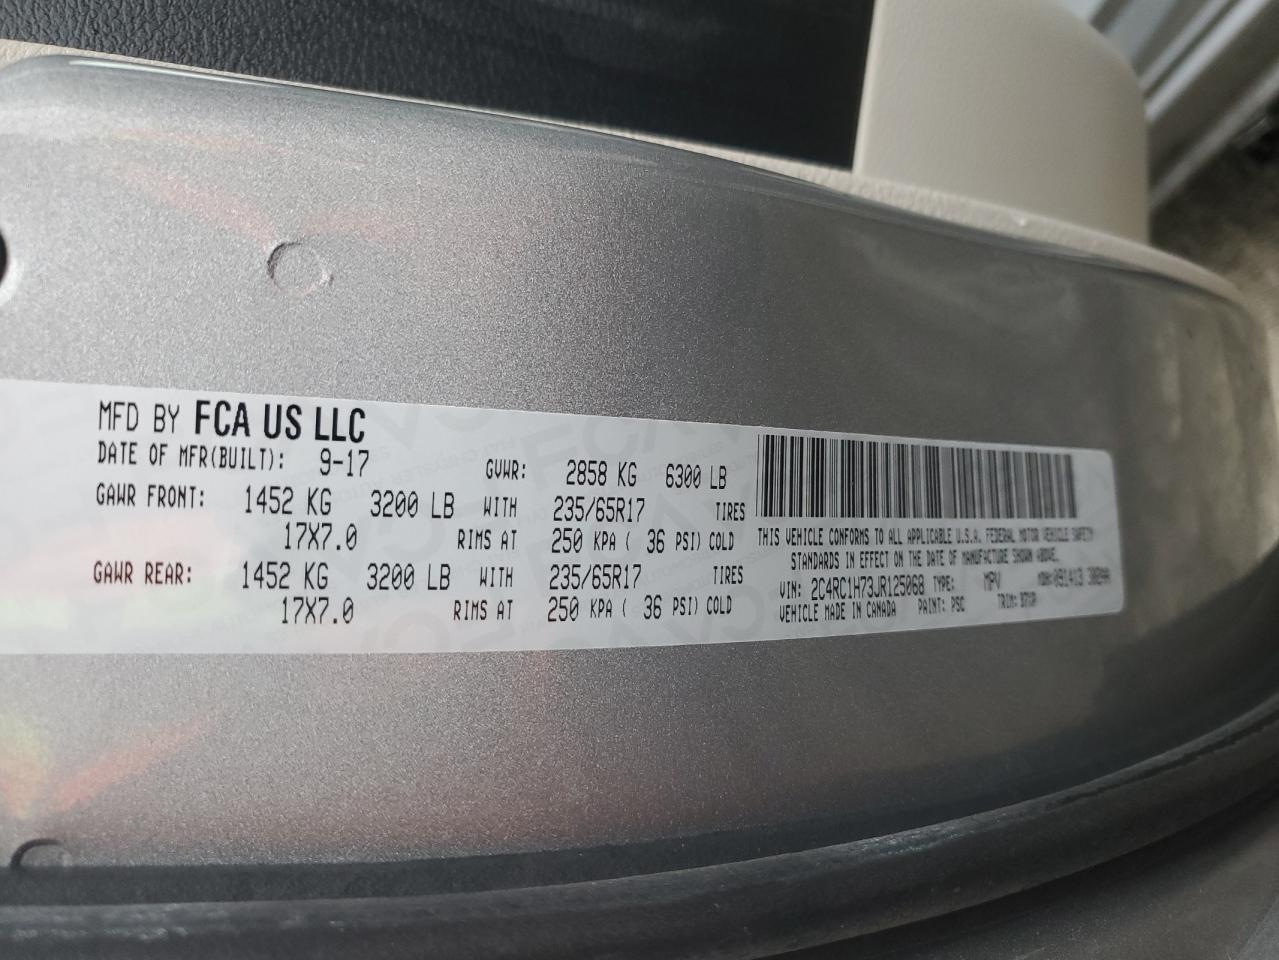 MFD BY FCA US LLC
DATE OF MFR(BUILT): 9-17 GVWR: 2858 KG 6300 LB
GAWR FRONT: 1452 KG 3200 LB WITH 235/65R17 TIRES
17X7.0 RIMS AT 250 KPA ( 36 PSI) COLD
GAWR REAR: 1452 KG 3200 LB WITH 235/65R17 TIRES
17X7.0 RIMS AT 250 KPA ( 36 PSI) COLD
THIS VEHICLE CONFORMS TO ALL APPLICABLE U.S.A. FEDERAL MOTOR VEHICLE SAFETY
STANDARDS IN EFFECT ON THE DATE OF MANUFACTURE SHOWN ABOVE.
VIN: 2C4RC1H73JR125068 TYPE: MPV MDH:
VEHICLE MADE IN CANADA PAINT: PSC TRIM: